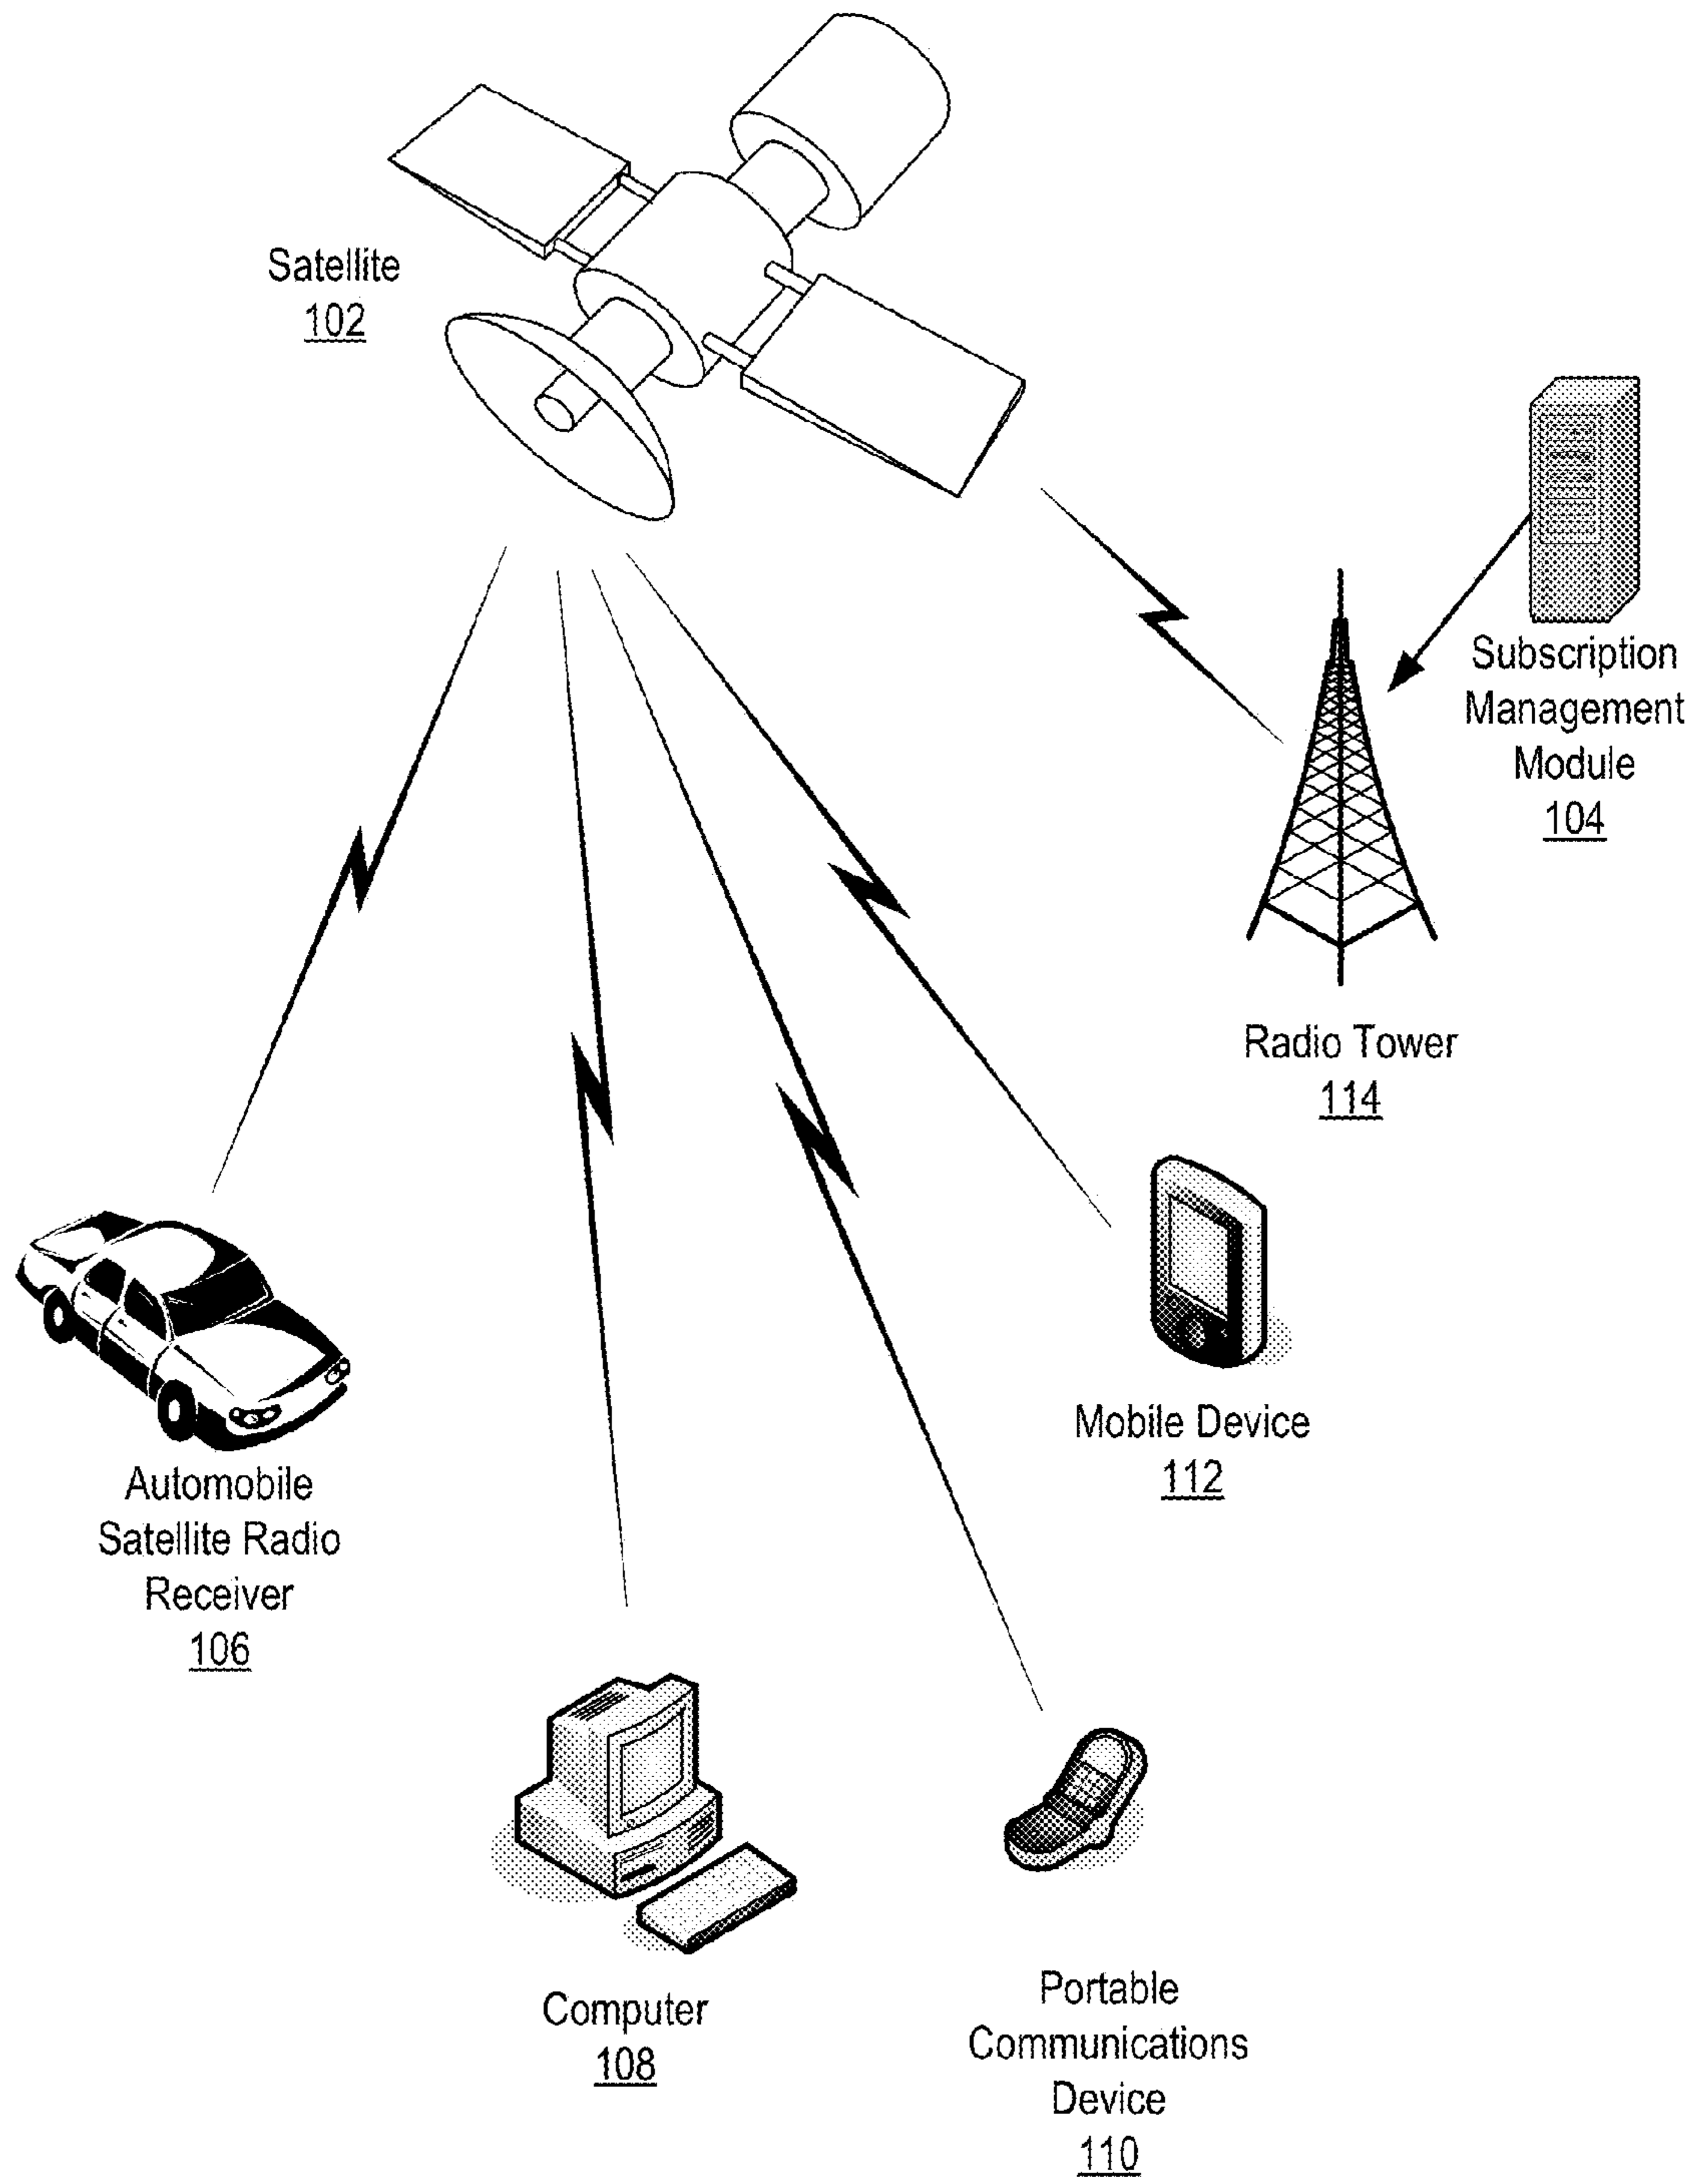 Satellite
102
Subscription
Management
Module
104
Radio Tower
114
Mobile Device
112
Automobile
Satellite Radio
Receiver
106
Computer
108
Portable
Communications
Device
110